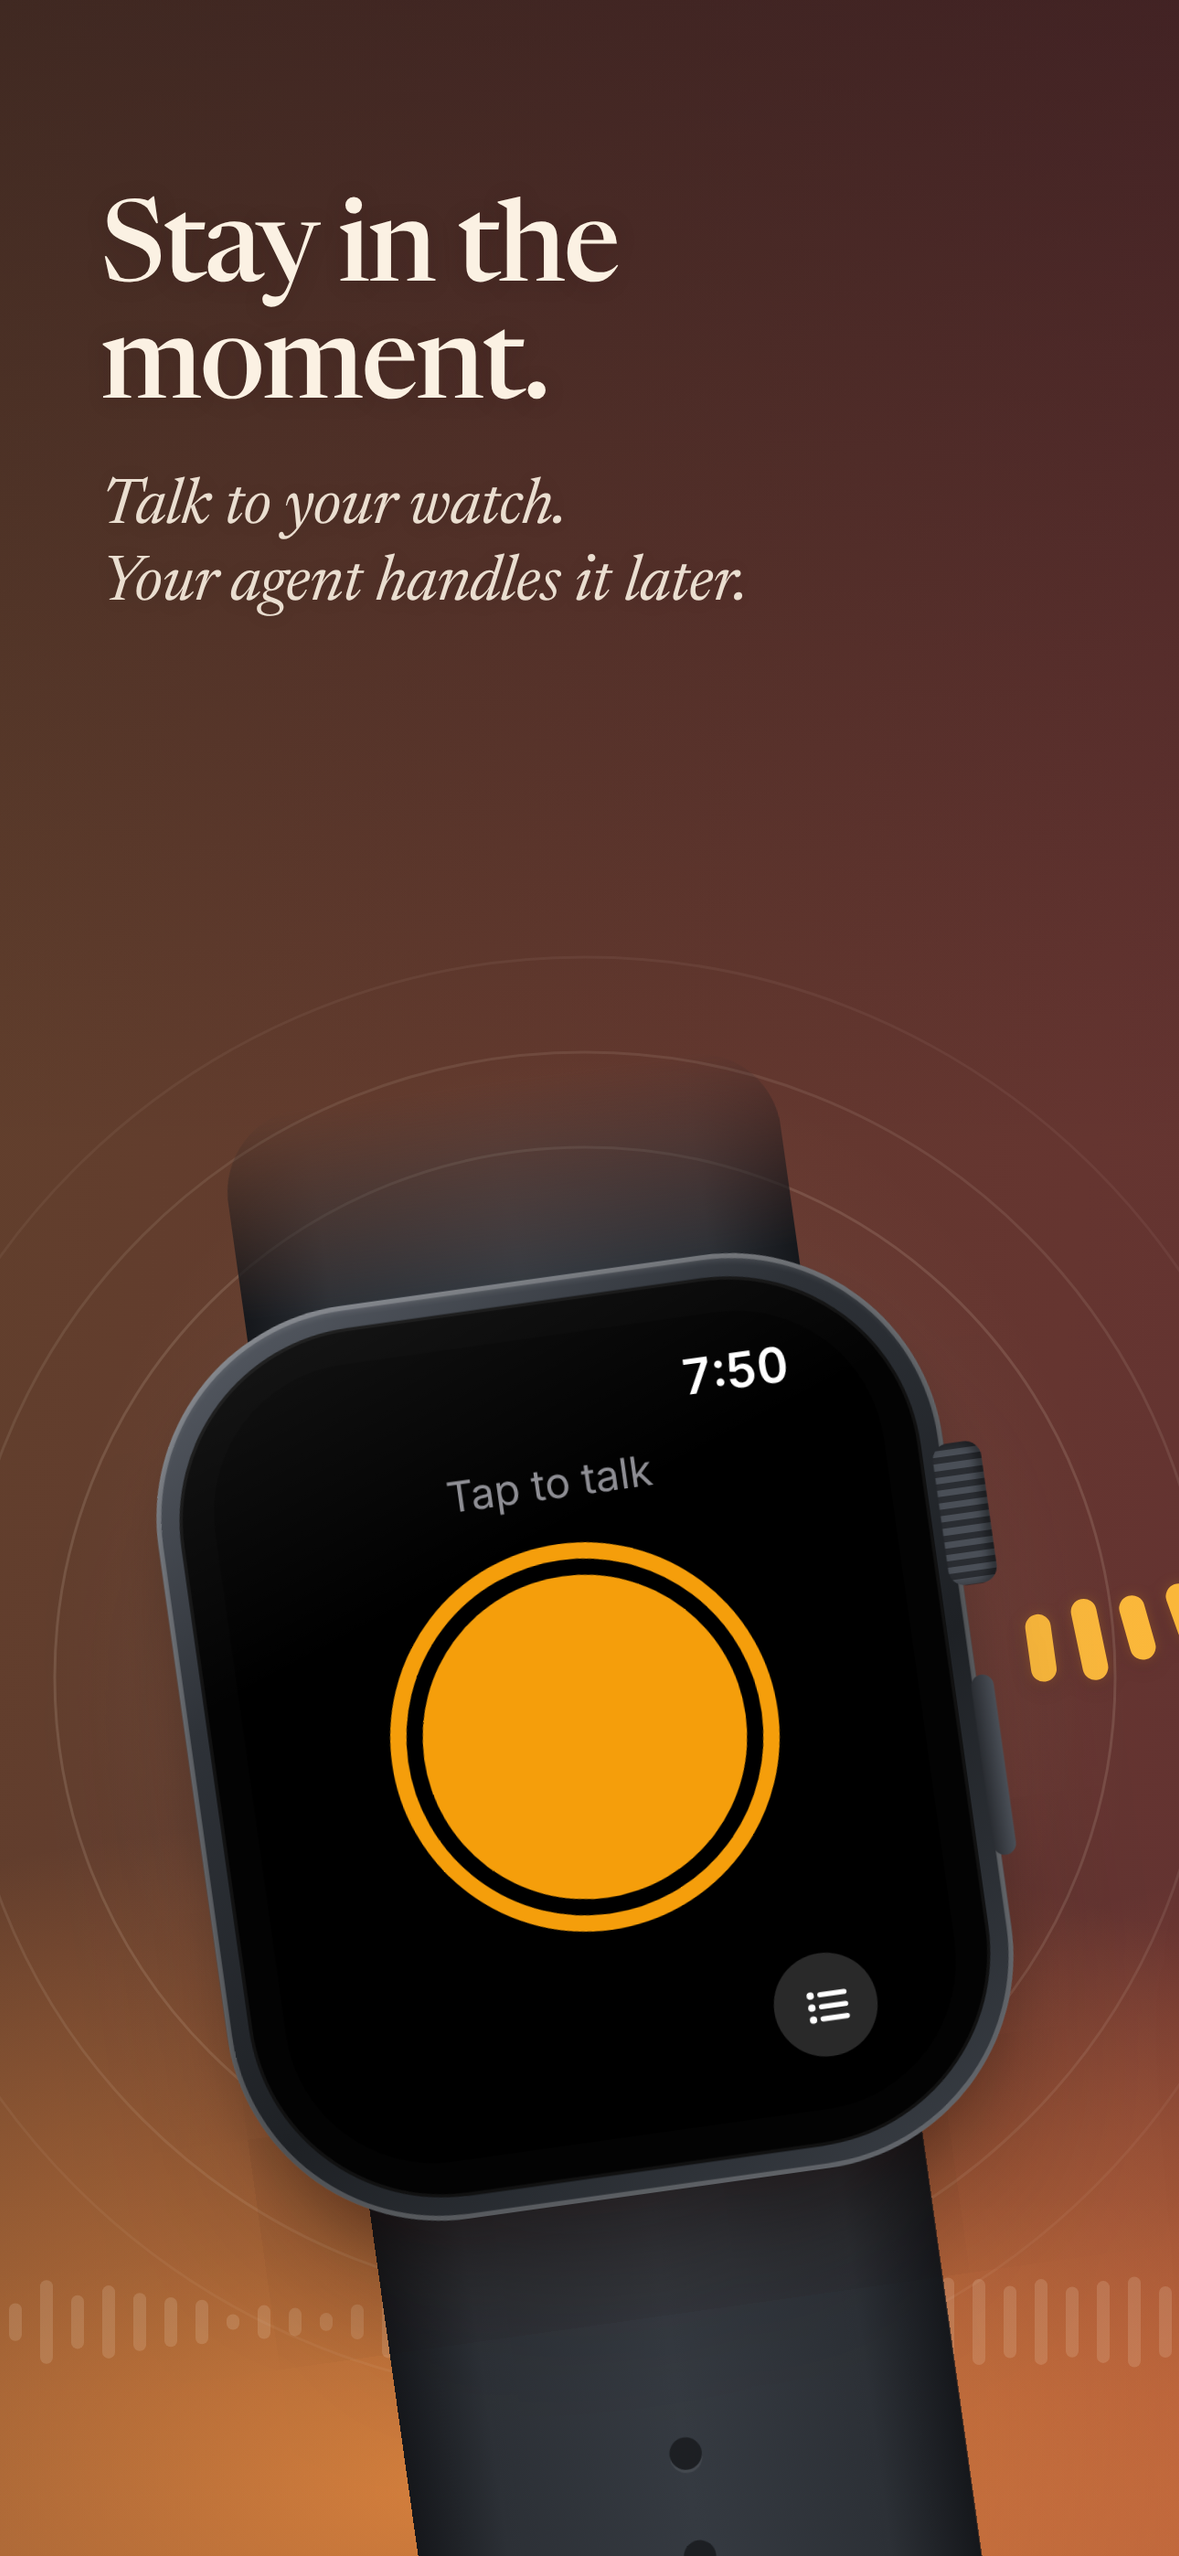 Stay in the
moment.
Talk to your watch.
Your agent handles it later.
7:50
Tap to talk